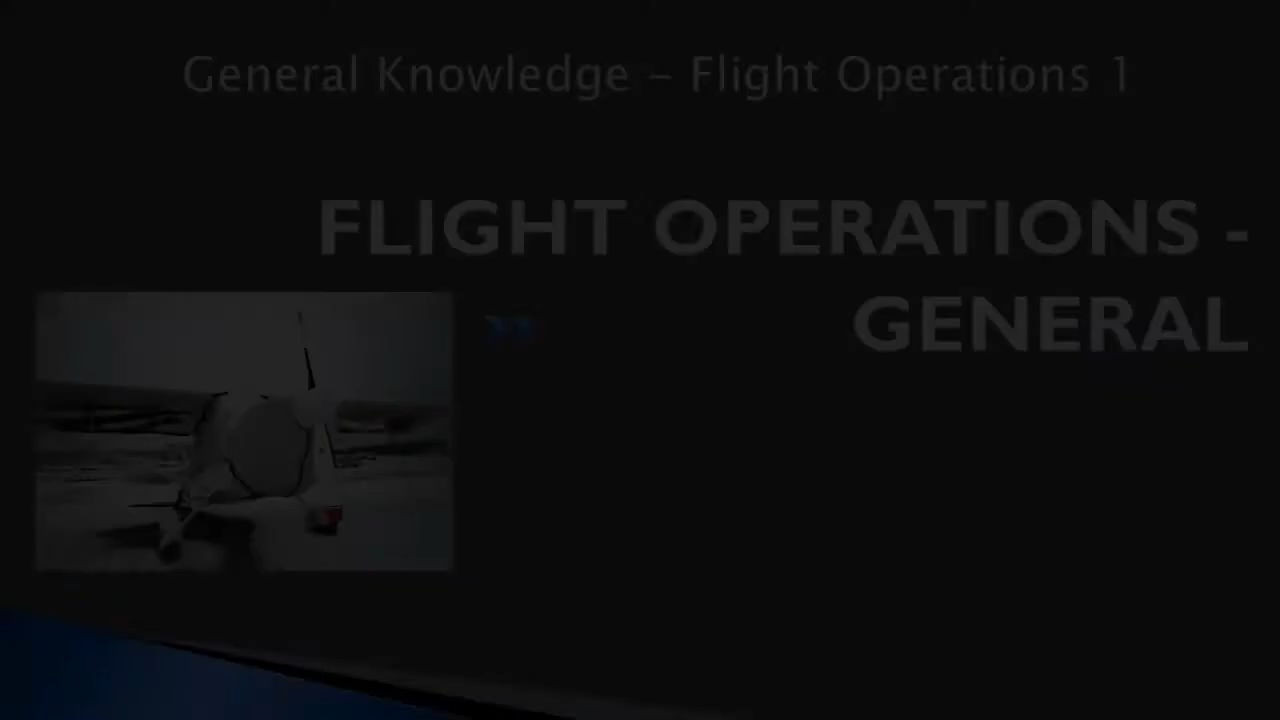 General Knowledge – Flight Operations 1
FLIGHT OPERATIONS -
GENERAL